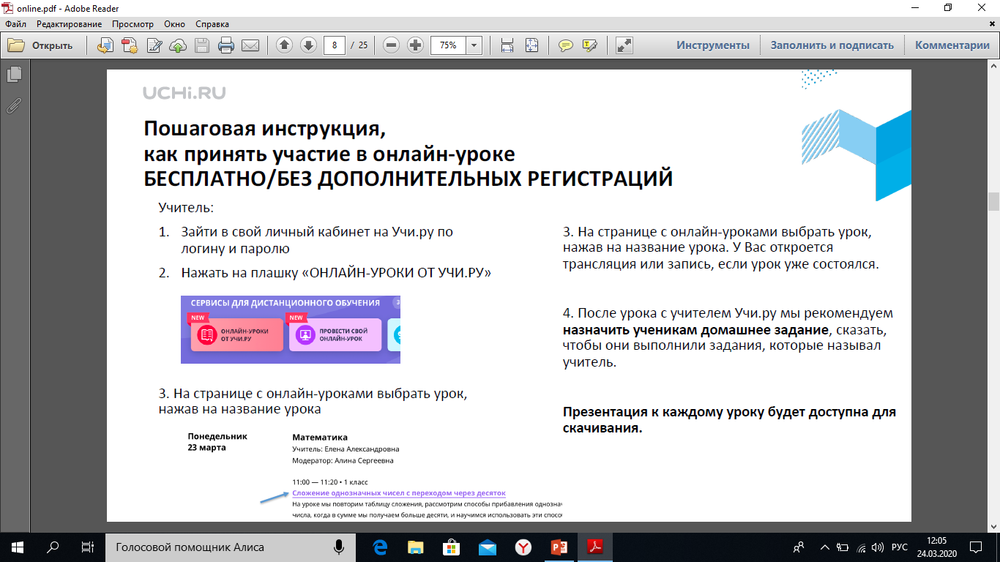 online.pdf - Adobe Reader
Файл Редактирование Просмотр Окно Справка
Открыть 8 / 25 75% Инструменты Заполнить и подписать Комментарии
UCHi.RU
Пошаговая инструкция,
как принять участие в онлайн-уроке
БЕСПЛАТНО/БЕЗ ДОПОЛНИТЕЛЬНЫХ РЕГИСТРАЦИЙ
Учитель:
1. Зайти в свой личный кабинет на Учи.ру по
логину и паролю
2. Нажать на плашку «ОНЛАЙН-УРОКИ ОТ УЧИ.РУ»
СЕРВИСЫ ДЛЯ ДИСТАНЦИОННОГО ОБУЧЕНИЯ
NEW
ОНЛАЙН-УРОКИ
ОТ УЧИ.РУ
NEW
ПРОВЕСТИ СВОЙ
ОНЛАЙН-УРОК
3. На странице с онлайн-уроками выбрать урок,
нажав на название урока
Понедельник
23 марта
Математика
Учитель: Елена Александровна
Модератор: Алина Сергеевна
11:00 — 11:20 • 1 класс
Сложение однозначных чисел с переходом через десяток
На уроке мы повторим таблицу сложения, рассмотрим способы прибавления
числа, когда в сумме мы получаем больше десяти, и научимся использовать эти
3. На странице с онлайн-уроками выбрать урок,
нажав на название урока. У Вас откроется
трансляция или запись, если урок уже состоялся.
4. После урока с учителем Учи.ру мы рекомендуем
назначить ученикам домашнее задание, сказать,
чтобы они выполнили задания, которые называл
учитель.
Презентация к каждому уроку будет доступна для
скачивания.
Голосовой помощник Алиса
РУС
12:05
24.03.2020